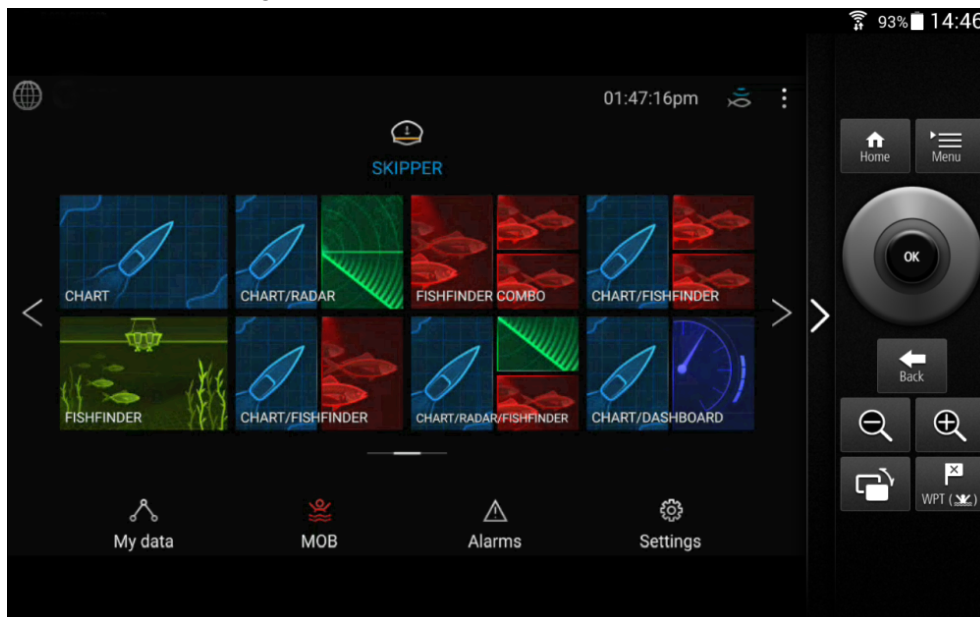 93% 14:46
01:47:16pm
SKIPPER
Home
Menu
CHART
CHART/RADAR
FISHFINDER COMBO
CHART/FISHFINDER
OK
FISHFINDER
CHART/FISHFINDER
CHART/RADAR/FISHFINDER
CHART/DASHBOARD
Back
WPT ( )
My data
MOB
Alarms
Settings